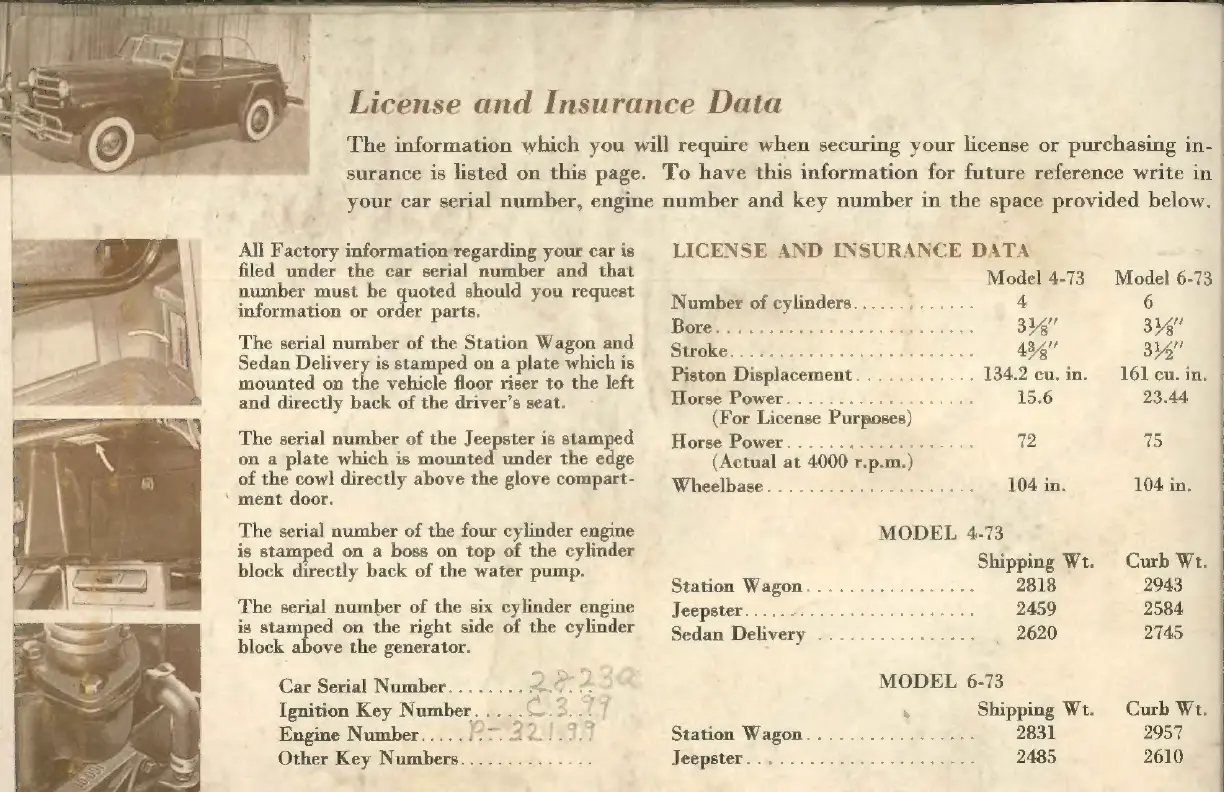 License and Insurance Data
The information which you will require when securing your license or purchasing in-
surance is listed on this page. To have this information for future reference write in
your car serial number, engine number and key number in the space provided below.
All Factory information regarding your car is
filed under the car serial number and that
number must be quoted should you request
information or order parts.
The serial number of the Station Wagon and
Sedan Delivery is stamped on a plate which is
mounted on the vehicle floor riser to the left
and directly back of the driver's seat.
The serial number of the Jeepster is stamped
on a plate which is mounted under the edge
of the cowl directly above the glove compart-
ment door.
The serial number of the four cylinder engine
is stamped on a boss on top of the cylinder
block directly back of the water pump.
The serial number of the six cylinder engine
is stamped on the right side of the cylinder
block above the generator.
Car Serial Number
Ignition Key Number
Engine Number
Other Key Numbers
LICENSE AND INSURANCE DATA
Model 4-73 Model 6-73
Number of cylinders 4 6
Bore 3⅛" 3⅛"
Stroke 4⅜" 3½"
Piston Displacement 134.2 cu. in. 161 cu. in.
Horse Power 15.6 23.44
(For License Purposes)
Horse Power 72 75
(Actual at 4000 r.p.m.)
Wheelbase 104 in. 104 in.
MODEL 4-73
Shipping Wt. Curb Wt.
Station Wagon 2818 2943
Jeepster 2459 2584
Sedan Delivery 2620 2745
MODEL 6-73
Shipping Wt. Curb Wt.
Station Wagon 2831 2957
Jeepster 2485 2610